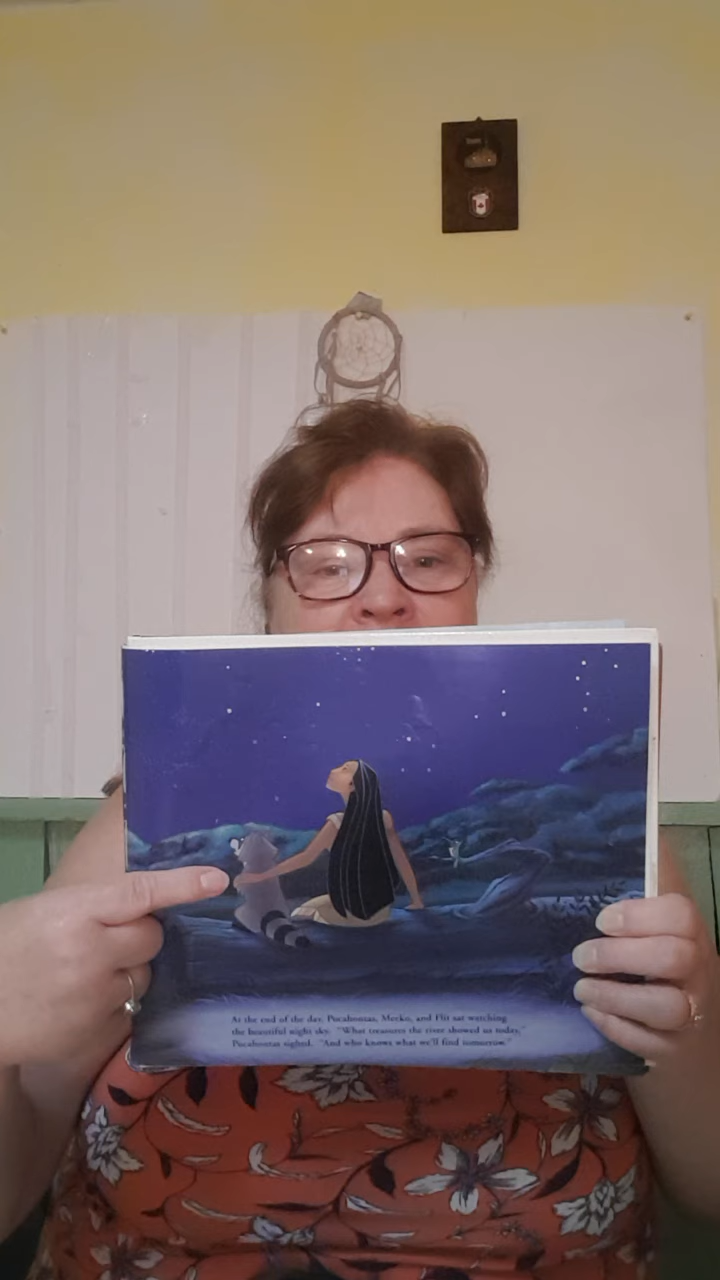 At the end of the day, Pocahontas, Meeko, and Flit sat watching
the beautiful night sky. "What treasures the river showed us today,"
Pocahontas sighed. "And who knows what we'll find tomorrow."